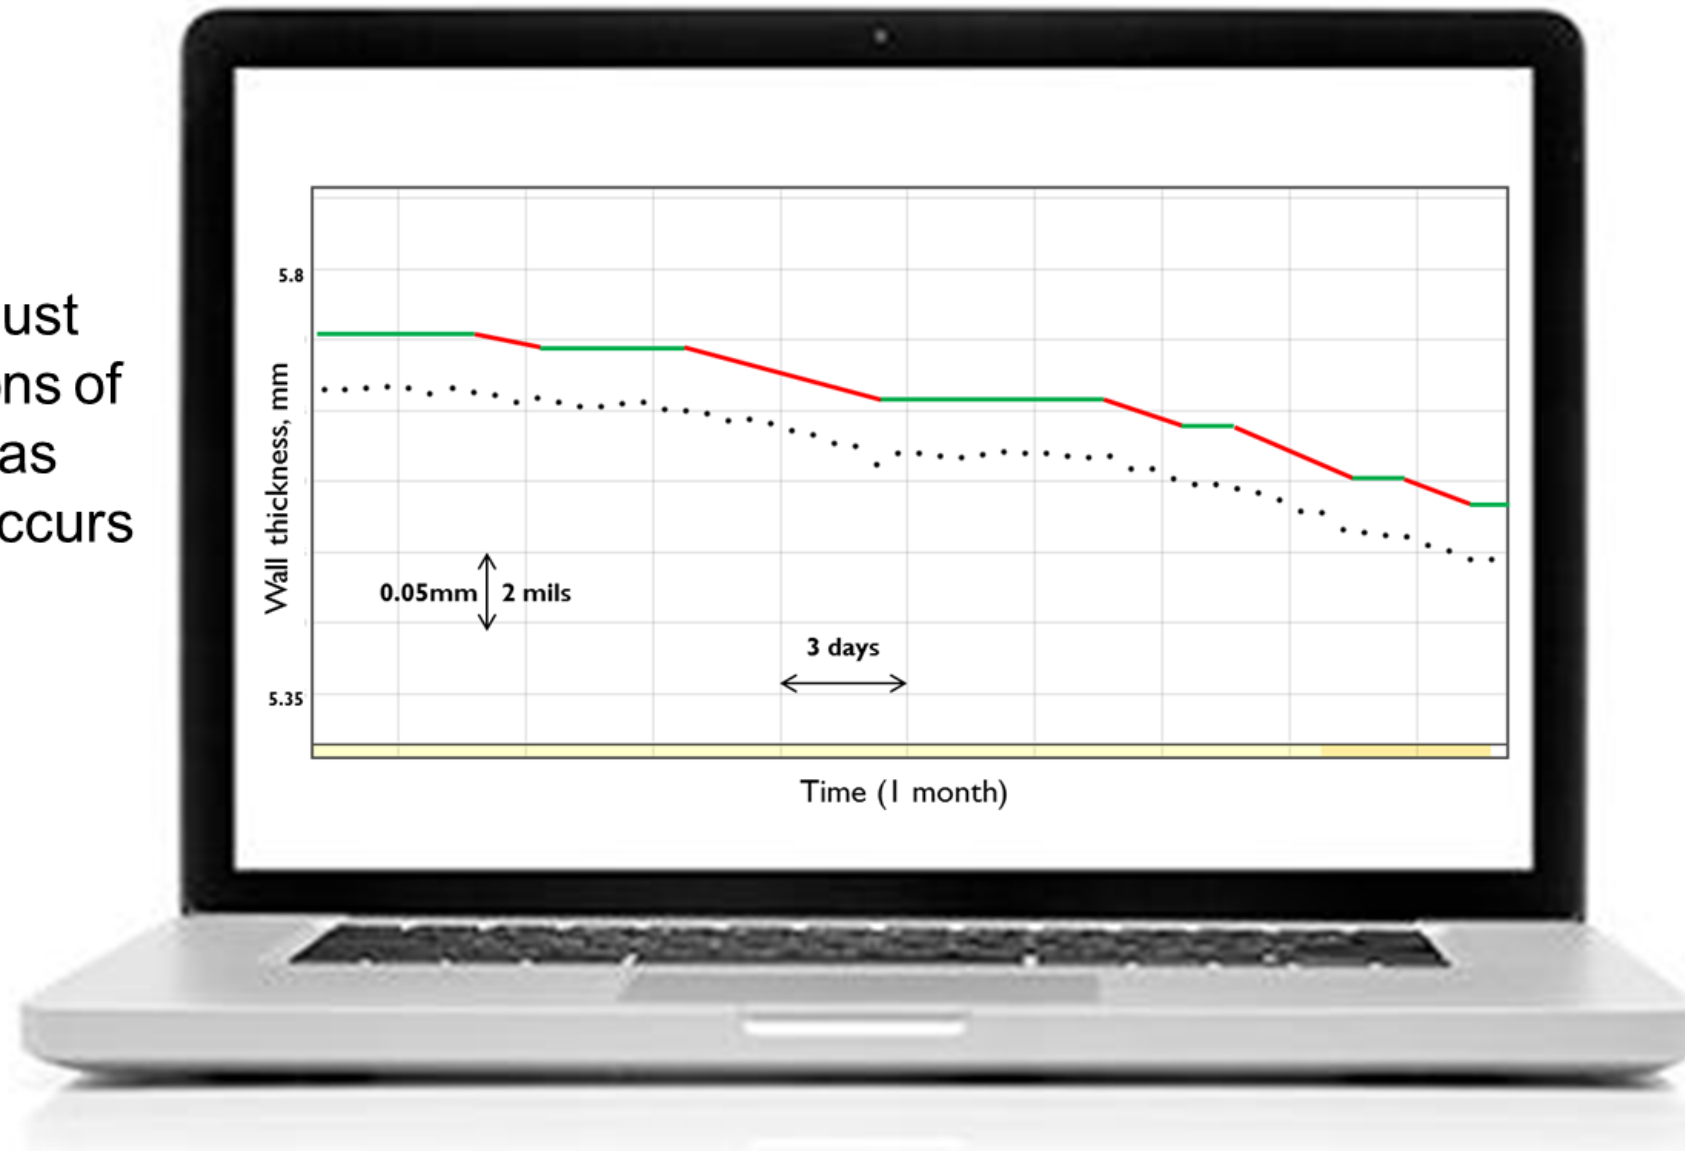 ust
ns of
as
ccurs
5.8
Wall thickness, mm
0.05mm 2 mils
3 days
5.35
Time (1 month)